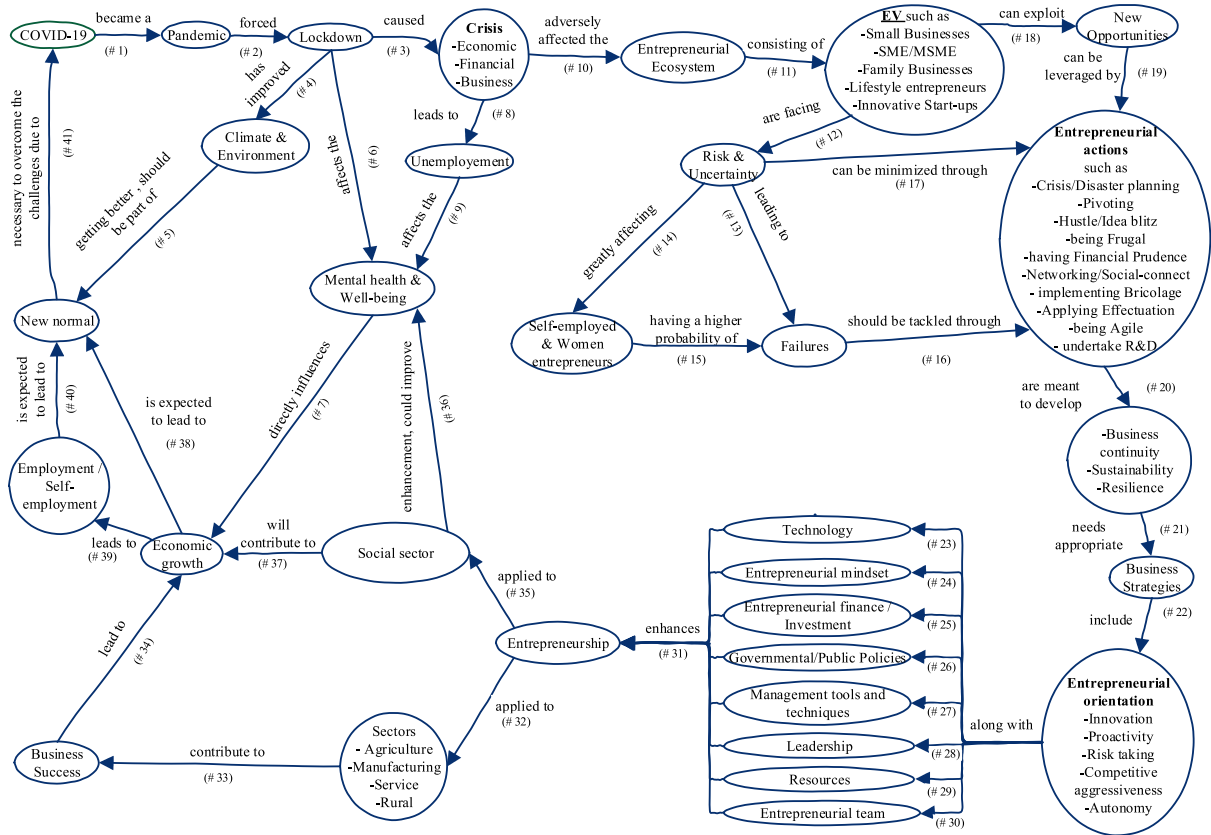 COVID-19
became a
(# 1)
Pandemic
forced
(# 2)
Lockdown
caused
(# 3)
Crisis
-Economic
-Financial
-Business
adversely
affected the
(# 10)
Entrepreneurial
Ecosystem
consisting of
(# 11)
EV such as
-Small Businesses
-SME/MSME
-Family Businesses
-Lifestyle entrepreneurs
-Innovative Start-ups
can exploit
(# 18)
New
Opportunities
can be
leveraged by
(# 19)
has
improved
(# 4)
Climate &
Environment
getting better , should
be part of
(# 5)
affects the
(# 6)
leads to
(# 8)
Unemployement
affects the
(# 9)
Mental health &
Well-being
are facing
(# 12)
Risk &
Uncertainty
can be minimized through
(# 17)
greatly affecting
(# 14)
leading to
(# 13)
Self-employed
& Women
entrepreneurs
having a higher
probability of
(# 15)
Failures
should be tackled through
(# 16)
Entrepreneurial
actions
such as
-Crisis/Disaster planning
-Pivoting
-Hustle/Idea blitz
-being Frugal
-having Financial Prudence
-Networking/Social-connect
- implementing Bricolage
-Applying Effectuation
-being Agile
- undertake R&D
necessary to overcome the
challenges due to
(# 41)
New normal
is expected
to lead to
(# 40)
is expected
to lead to
(# 38)
directly influences
(# 7)
enhancement, could improve
(# 36)
Employment /
Self-
employment
leads to
(# 39)
Economic
growth
will
contribute to
(# 37)
Social sector
applied to
(# 35)
Entrepreneurship
enhances
(# 31)
applied to
(# 32)
Sectors
- Agriculture
-Manufacturing
-Service
-Rural
contribute to
(# 33)
Business
Success
lead to
(# 34)
Technology
(# 23)
Entrepreneurial mindset
(# 24)
Entrepreneurial finance /
Investment
(# 25)
Governmental/Public Policies
(# 26)
Management tools and
techniques
(# 27)
Leadership
(# 28)
Resources
(# 29)
Entrepreneurial team
(# 30)
along with
are meant
to develop
(# 20)
-Business
continuity
-Sustainability
-Resilience
needs
appropriate
(# 21)
Business
Strategies
include
(# 22)
Entrepreneurial
orientation
-Innovation
-Proactivity
-Risk taking
-Competitive
aggressiveness
-Autonomy